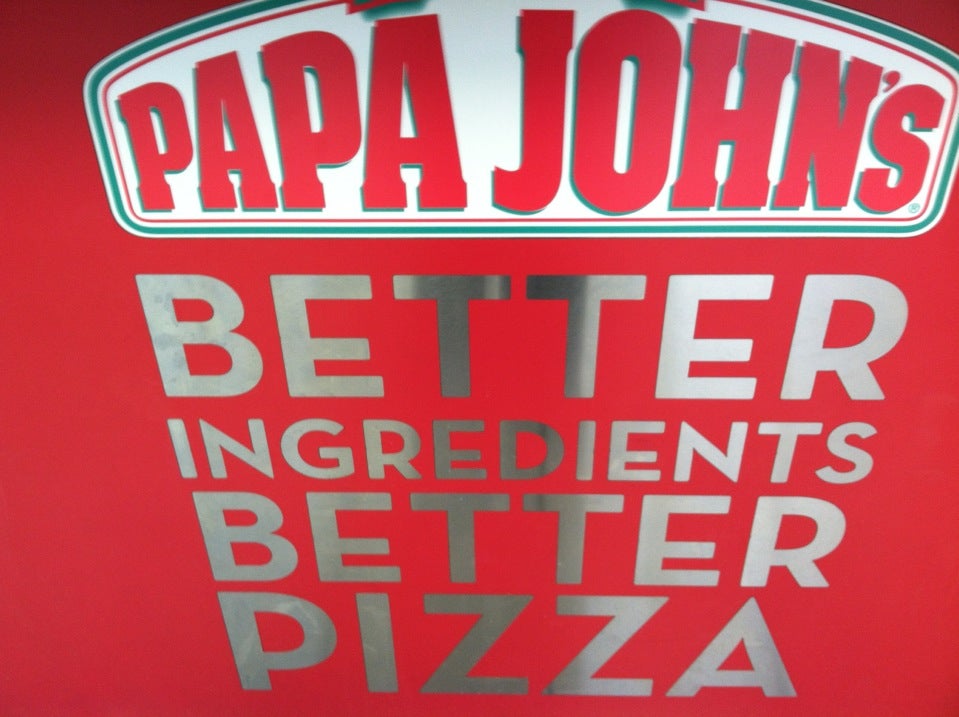 PAPA JOHN'S®
BETTER
INGREDIENTS
BETTER
PIZZA